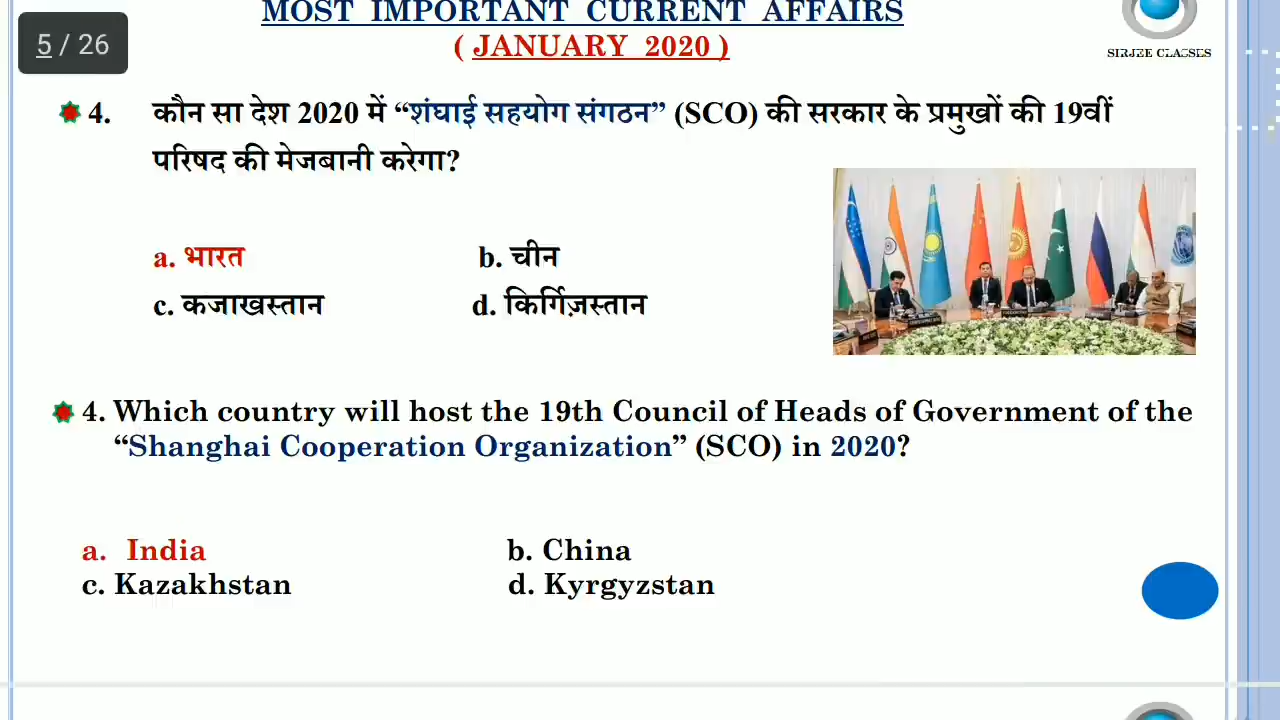 5 / 26
MOST IMPORTANT CURRENT AFFAIRS
( JANUARY 2020 )
SIRJEE CLASSES
4. कौन सा देश 2020 में “शंघाई सहयोग संगठन” (SCO) की सरकार के प्रमुखों की 19वीं
परिषद की मेजबानी करेगा?
a. भारत b. चीन
c. कजाखस्तान d. किर्गिज़स्तान
4. Which country will host the 19th Council of Heads of Government of the
“Shanghai Cooperation Organization” (SCO) in 2020?
a. India b. China
c. Kazakhstan d. Kyrgyzstan